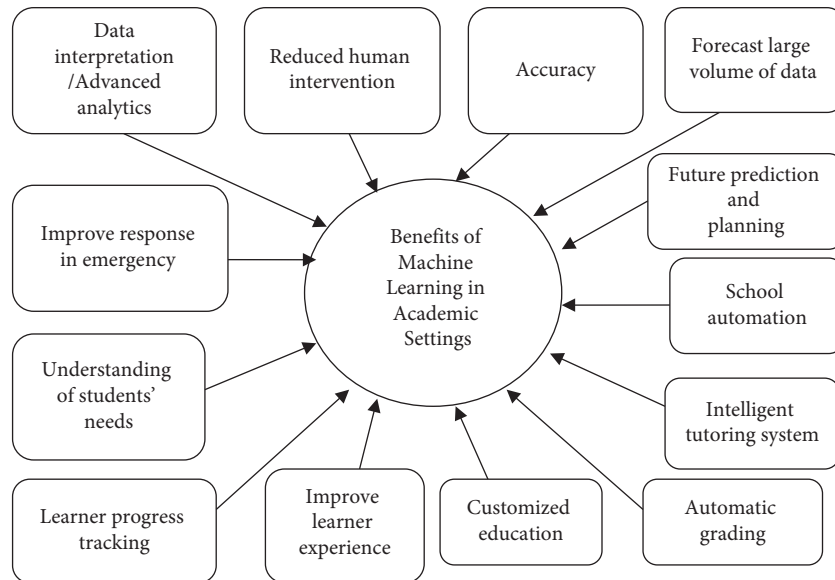 Data
interpretation
/Advanced
analytics
Reduced human
intervention
Accuracy
Forecast large
volume of data
Future prediction
and
planning
Improve response
in emergency
Benefits of
Machine
Learning in
Academic
Settings
School
automation
Understanding
of students’
needs
Intelligent
tutoring system
Learner progress
tracking
Improve
learner
experience
Customized
education
Automatic
grading